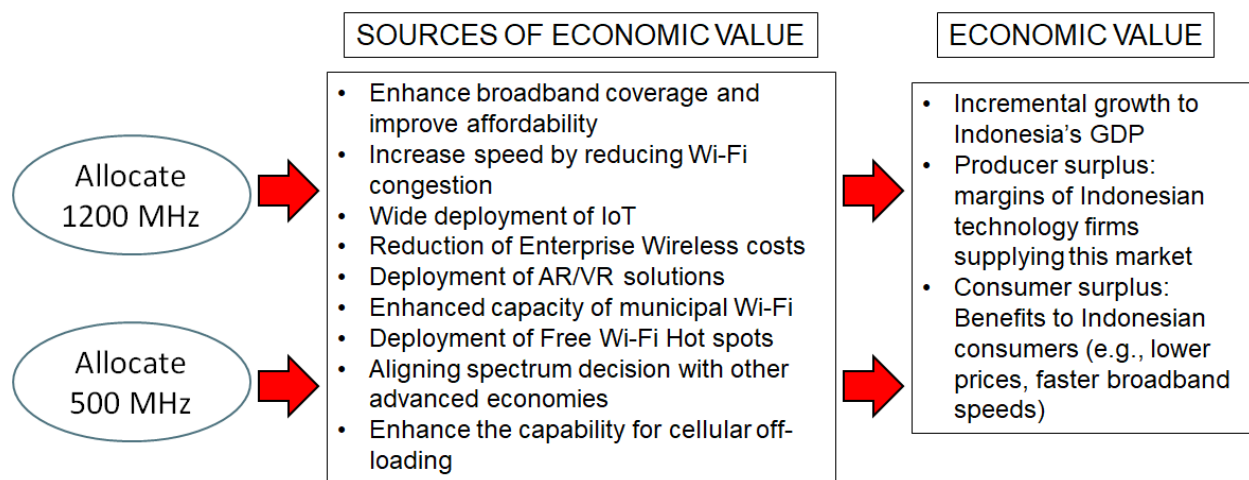 SOURCES OF ECONOMIC VALUE
ECONOMIC VALUE
Allocate
1200 MHz
Allocate
500 MHz
• Enhance broadband coverage and
improve affordability
• Increase speed by reducing Wi-Fi
congestion
• Wide deployment of IoT
• Reduction of Enterprise Wireless costs
• Deployment of AR/VR solutions
• Enhanced capacity of municipal Wi-Fi
• Deployment of Free Wi-Fi Hot spots
• Aligning spectrum decision with other
advanced economies
• Enhance the capability for cellular off-
loading
• Incremental growth to
Indonesia’s GDP
• Producer surplus:
margins of Indonesian
technology firms
supplying this market
• Consumer surplus:
Benefits to Indonesian
consumers (e.g., lower
prices, faster broadband
speeds)